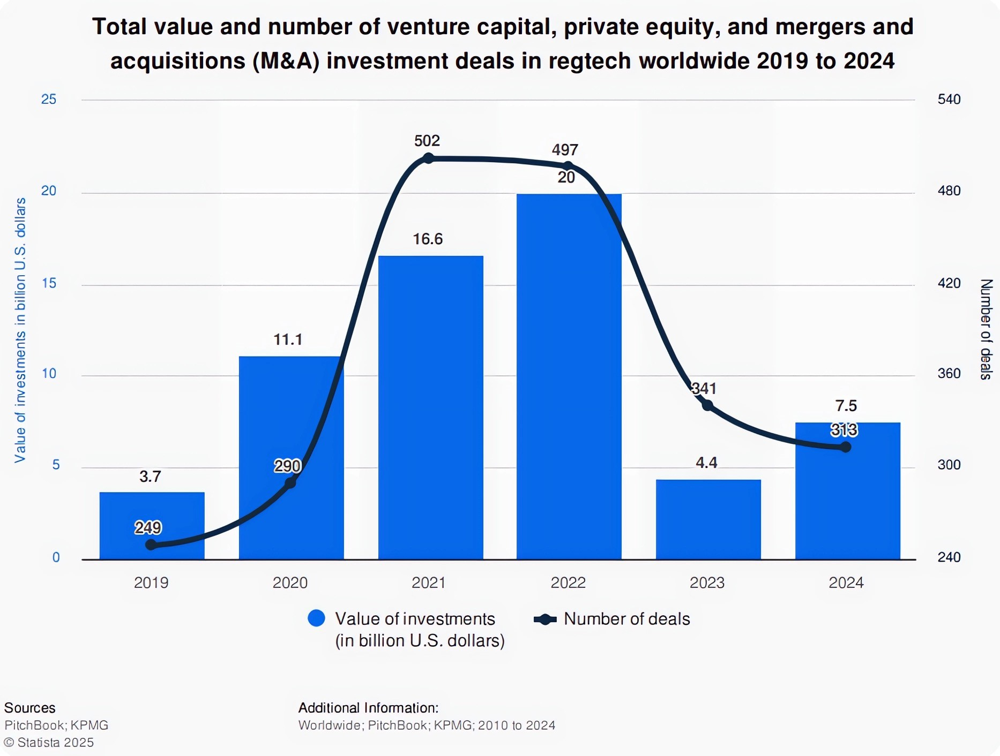 Total value and number of venture capital, private equity, and mergers and
acquisitions (M&A) investment deals in regtech worldwide 2019 to 2024
25
20
15
10
5
0
Value of investments in billion U.S. dollars
540
480
420
360
300
240
Number of deals
3.7
11.1
16.6
20
4.4
7.5
249
290
502
497
341
313
2019
2020
2021
2022
2023
2024
Value of investments
(in billion U.S. dollars)
Number of deals
Sources
PitchBook; KPMG
© Statista 2025
Additional Information:
Worldwide; PitchBook; KPMG; 2010 to 2024